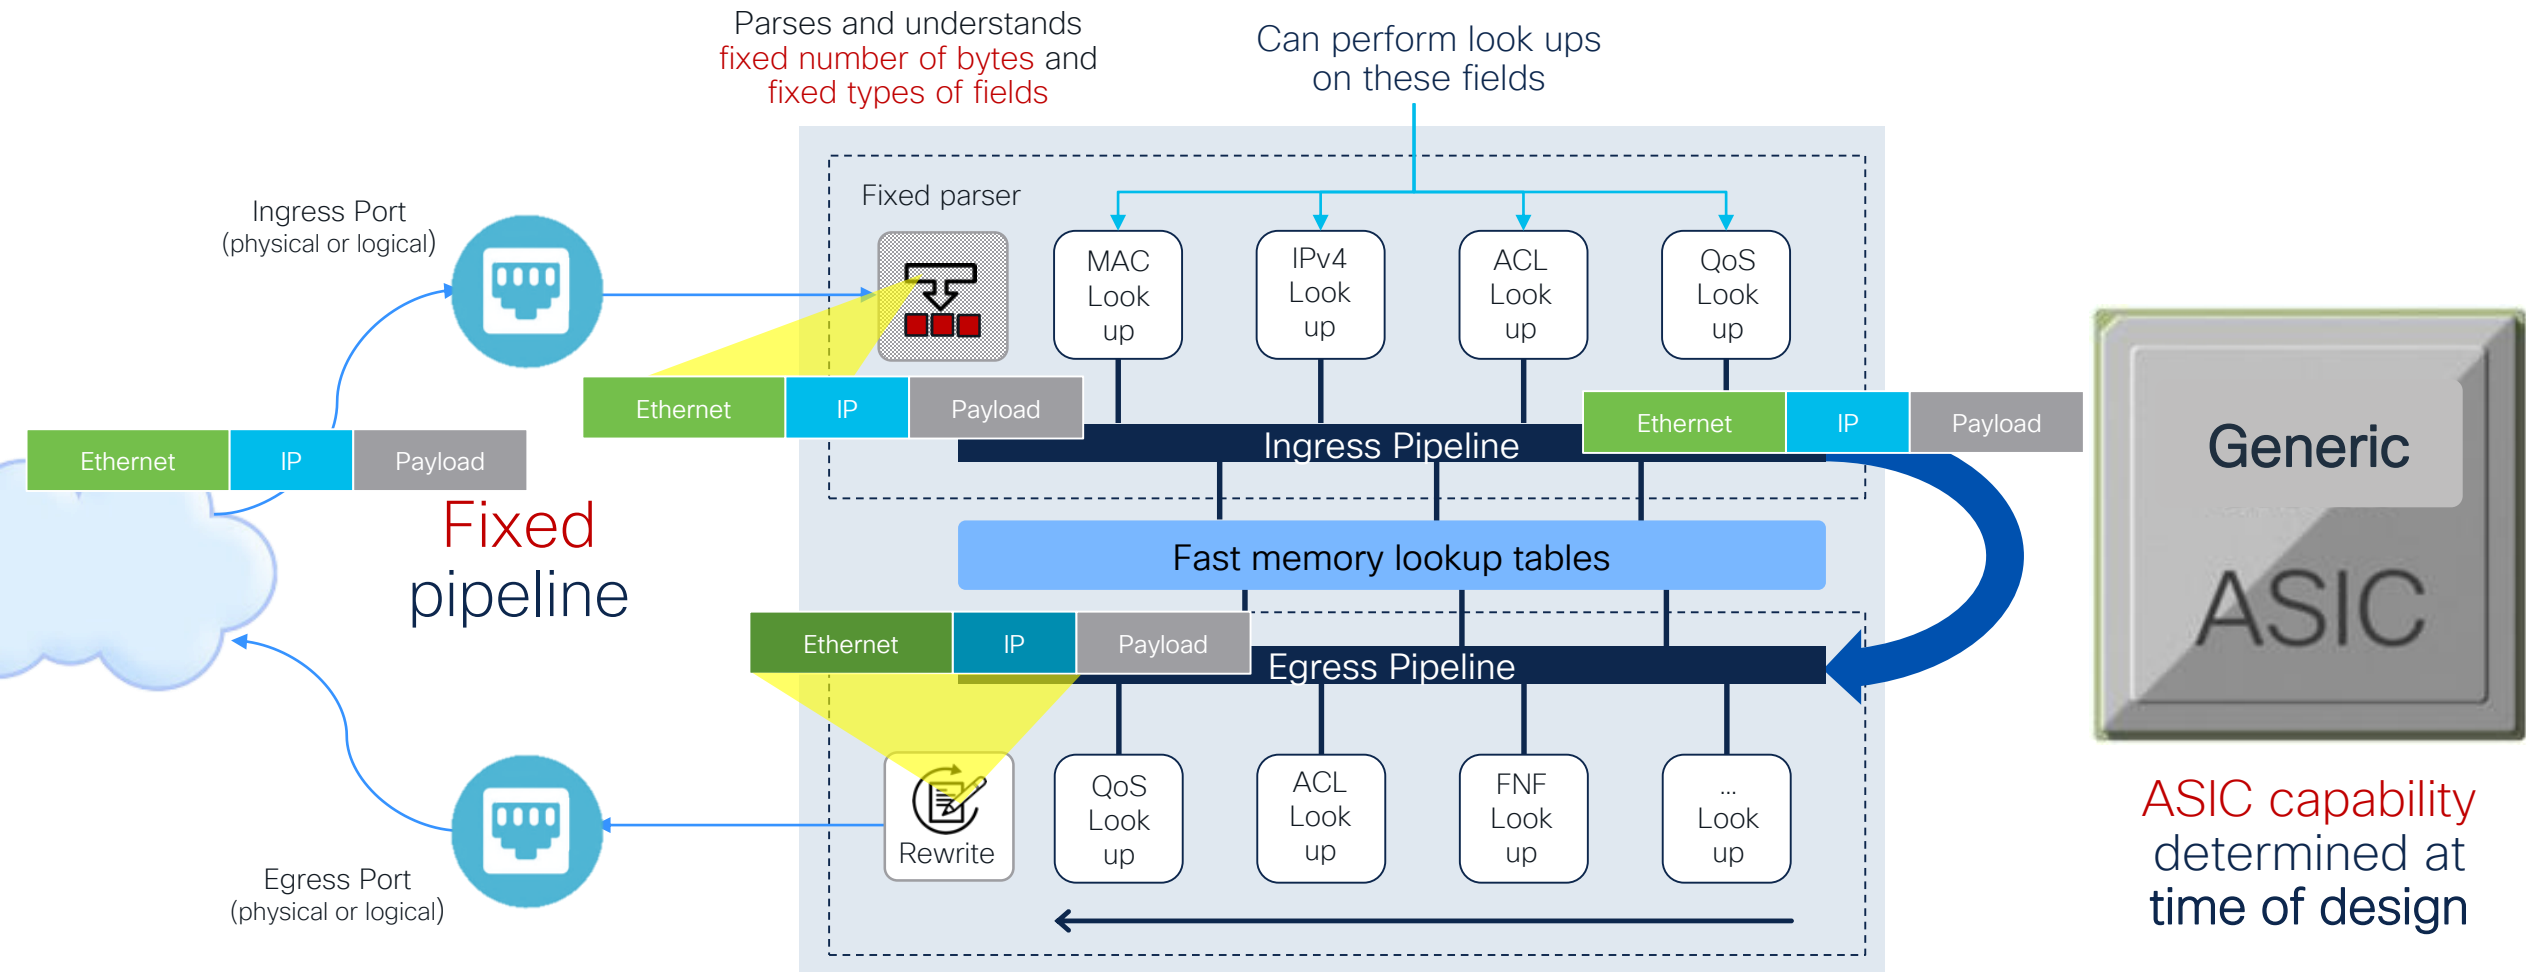 Parses and understands
fixed number of bytes and
fixed types of fields
Can perform look ups
on these fields
Ingress Port
(physical or logical)
Fixed parser
MAC
Look
up
IPv4
Look
up
ACL
Look
up
QoS
Look
up
Ethernet IP Payload
Ethernet IP Payload
Ethernet IP Payload
Ingress Pipeline
Generic
ASIC
Fixed
pipeline
Fast memory lookup tables
Ethernet IP Payload
Egress Pipeline
Rewrite
QoS
Look
up
ACL
Look
up
FNF
Look
up
...
Look
up
Egress Port
(physical or logical)
ASIC capability
determined at
time of design